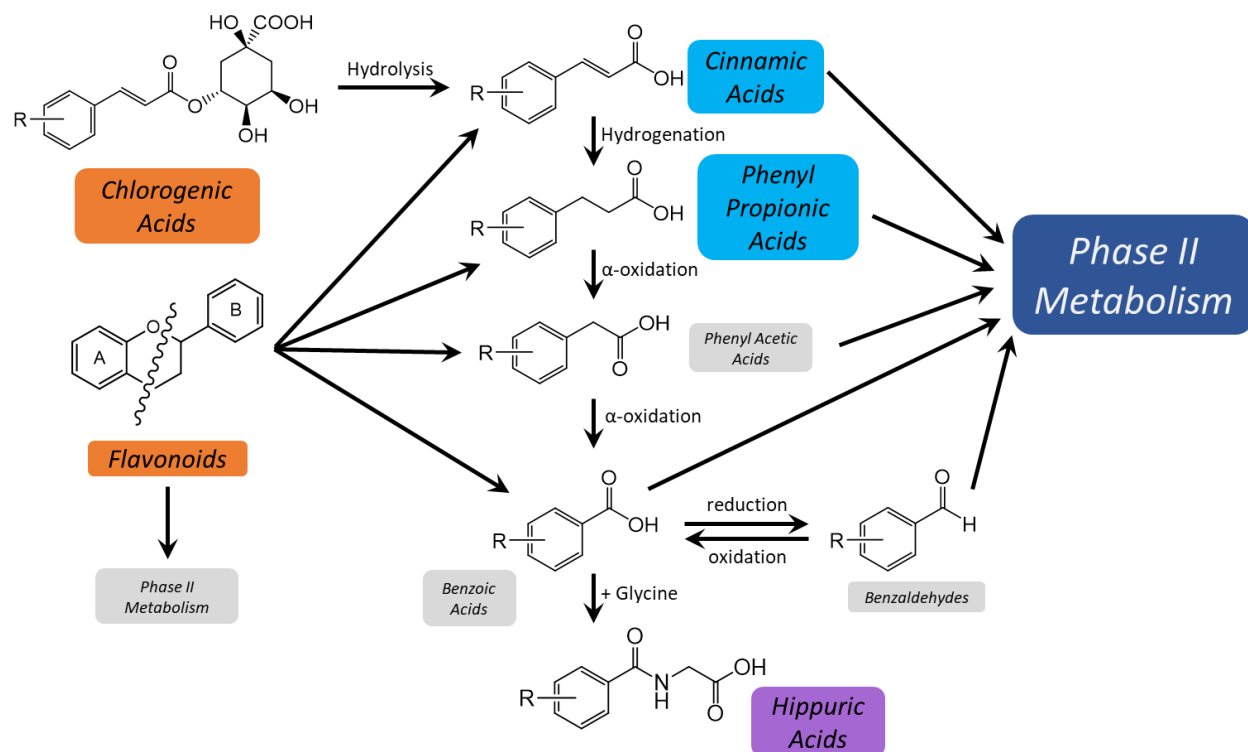 HO
COOH
O
R
O
OH
OH
OH
Chlorogenic
Acids
Hydrolysis
O
R
OH
Cinnamic
Acids
Hydrogenation
O
R
OH
Phenyl
Propionic
Acids
α-oxidation
Phase II
Metabolism
O
A
B
Flavonoids
Phase II
Metabolism
R
OH
O
Phenyl Acetic
Acids
α-oxidation
O
R
OH
Benzoic
Acids
reduction
oxidation
O
R
H
Benzaldehydes
+ Glycine
O
R
N
H
OH
O
Hippuric
Acids